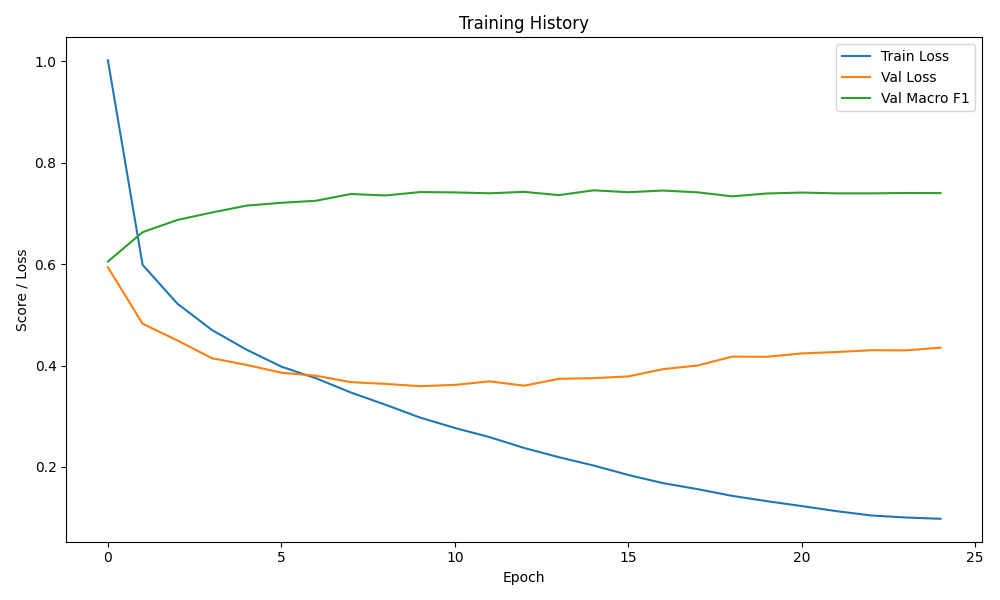 Training History
Train Loss
Val Loss
Val Macro F1
1.0
0.8
0.6
0.4
0.2
Score / Loss
0
5
10
15
20
25
Epoch